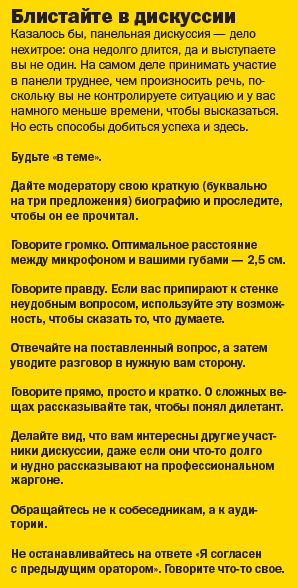 Блистайте в дискуссии
Казалось бы, панельная дискуссия — дело
нехитрое: она недолго длится, да и выступаете
вы не один. На самом деле принимать участие
в панели труднее, чем произносить речь, по-
скольку вы не контролируете ситуацию и у вас
намного меньше времени, чтобы высказаться.
Но есть способы добиться успеха и здесь.
Будьте «в теме».
Дайте модератору свою краткую (буквально
на три предложения) биографию и проследите,
чтобы он ее прочитал.
Говорите громко. Оптимальное расстояние
между микрофоном и вашими губами — 2,5 см.
Говорите правду. Если вас припирают к стенке
неудобным вопросом, используйте эту возмож-
ность, чтобы сказать то, что думаете.
Отвечайте на поставленный вопрос, а затем
уводите разговор в нужную вам сторону.
Говорите прямо, просто и кратко. О сложных ве-
щах рассказывайте так, чтобы понял дилетант.
Делайте вид, что вам интересны другие участ-
ники дискуссии, даже если они что-то долго
и нудно рассказывают на профессиональном
жаргоне.
Обращайтесь не к собеседникам, а к ауди-
тории.
Не останавливайтесь на ответе «Я согласен
с предыдущим оратором». Говорите что-то свое.